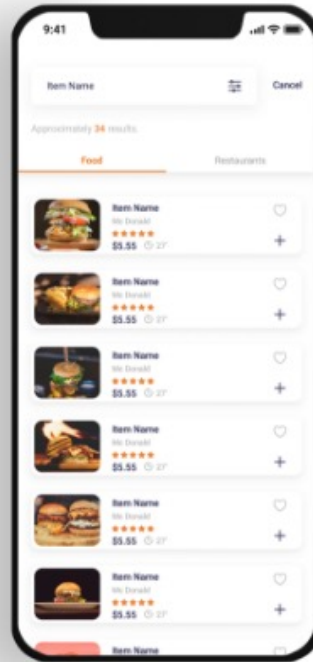 9:41
Item Name
Cancel
Approximately 34 results
Food Restaurants
Item Name
Mc Donald
$5.55 27'
Item Name
Mc Donald
$5.55 27'
Item Name
Mc Donald
$5.55 27'
Item Name
Mc Donald
$5.55 27'
Item Name
Mc Donald
$5.55 27'
Item Name
Mc Donald
$5.55 27'
Item Name